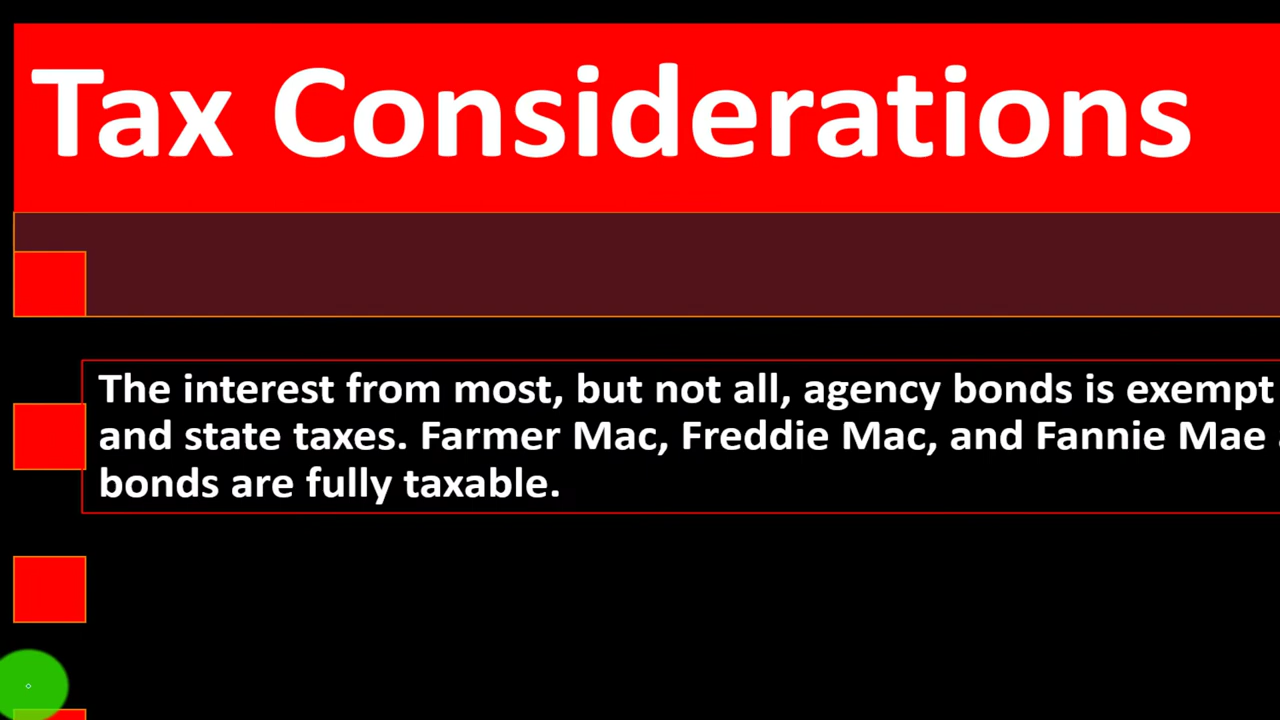 Tax Considerations
The interest from most, but not all, agency bonds is exempt
and state taxes. Farmer Mac, Freddie Mac, and Fannie Mae
bonds are fully taxable.